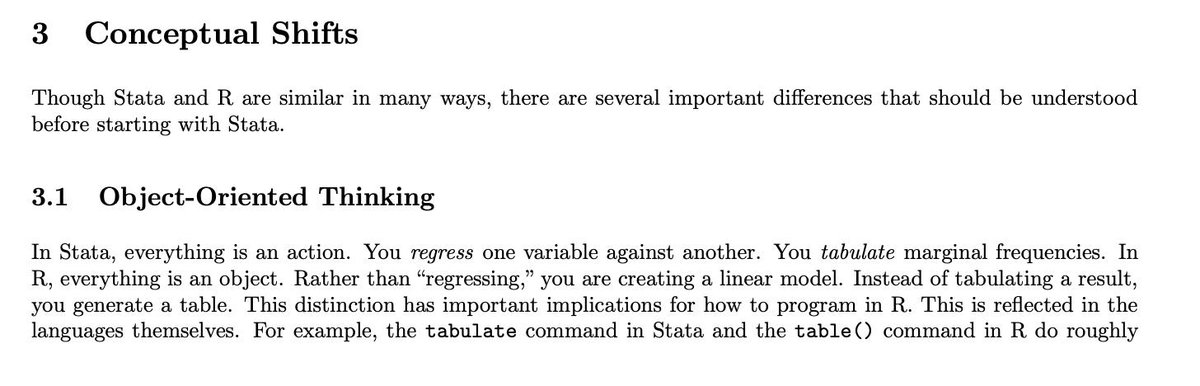 3 Conceptual Shifts
Though Stata and R are similar in many ways, there are several important differences that should be understood
before starting with Stata.
3.1 Object-Oriented Thinking
In Stata, everything is an action. You regress one variable against another. You tabulate marginal frequencies. In
R, everything is an object. Rather than “regressing,” you are creating a linear model. Instead of tabulating a result,
you generate a table. This distinction has important implications for how to program in R. This is reflected in the
languages themselves. For example, the tabulate command in Stata and the table() command in R do roughly